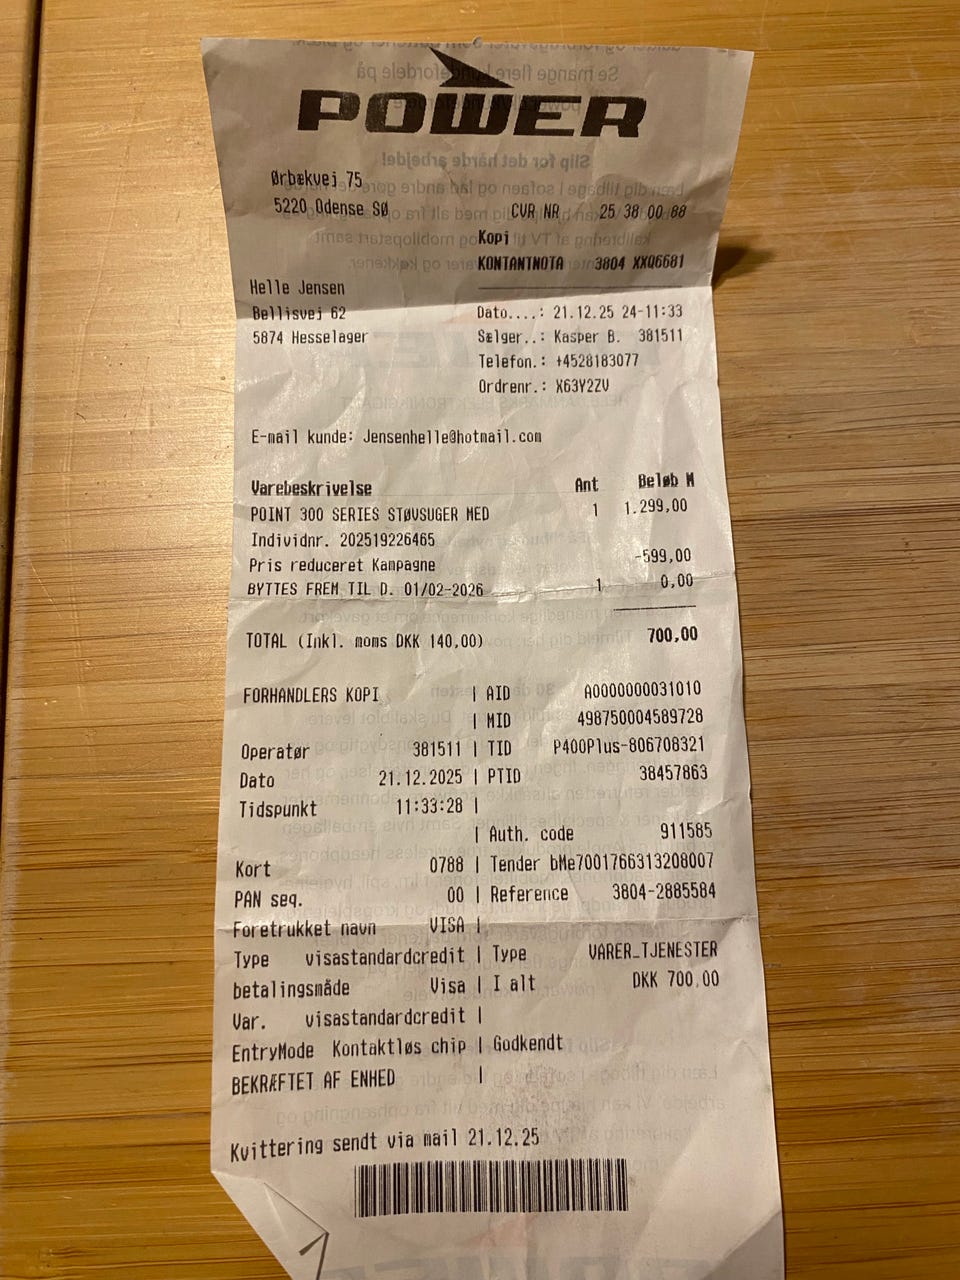 POWER
Ørbækvej 75
5220 Odense SØ CVR NR 25 38 00 88
Kopi
KONTANTNOTA 3804 XXQ6681
Helle Jensen
Bellisvej 62 Dato....: 21.12.25 24-11:33
5874 Hesselager Sælger..: Kasper B. 381511
Telefon.: +4528183077
Ordrenr.: X63Y2ZV
E-mail kunde: Jensenhelle@hotmail.com
Varebeskrivelse Ant Beløb M
POINT 300 SERIES STØVSUGER MED 1 1.299,00
Individnr. 202519226465
Pris reduceret Kampagne -599,00
BYTTES FREM TIL D. 01/02-2026 1 0,00
TOTAL (Inkl. moms DKK 140,00) 700,00
FORHANDLERS KOPI | AID A0000000031010
| MID 498750004589728
Operatør 381511 | TID P400Plus-806708321
Dato 21.12.2025 | PTID 38457863
Tidspunkt 11:33:28 |
| Auth. code 911585
Kort 0788 | Tender bMe7001766313208007
PAN seq. 00 | Reference 3804-2885584
Foretrukket navn VISA |
Type visastandardcredit | Type VARER_TJENESTER
betalingsmåde Visa | I alt DKK 700,00
Var. visastandardcredit |
EntryMode Kontaktløs chip | Godkendt
BEKRÆFTET AF ENHED |
Kvittering sendt via mail 21.12.25